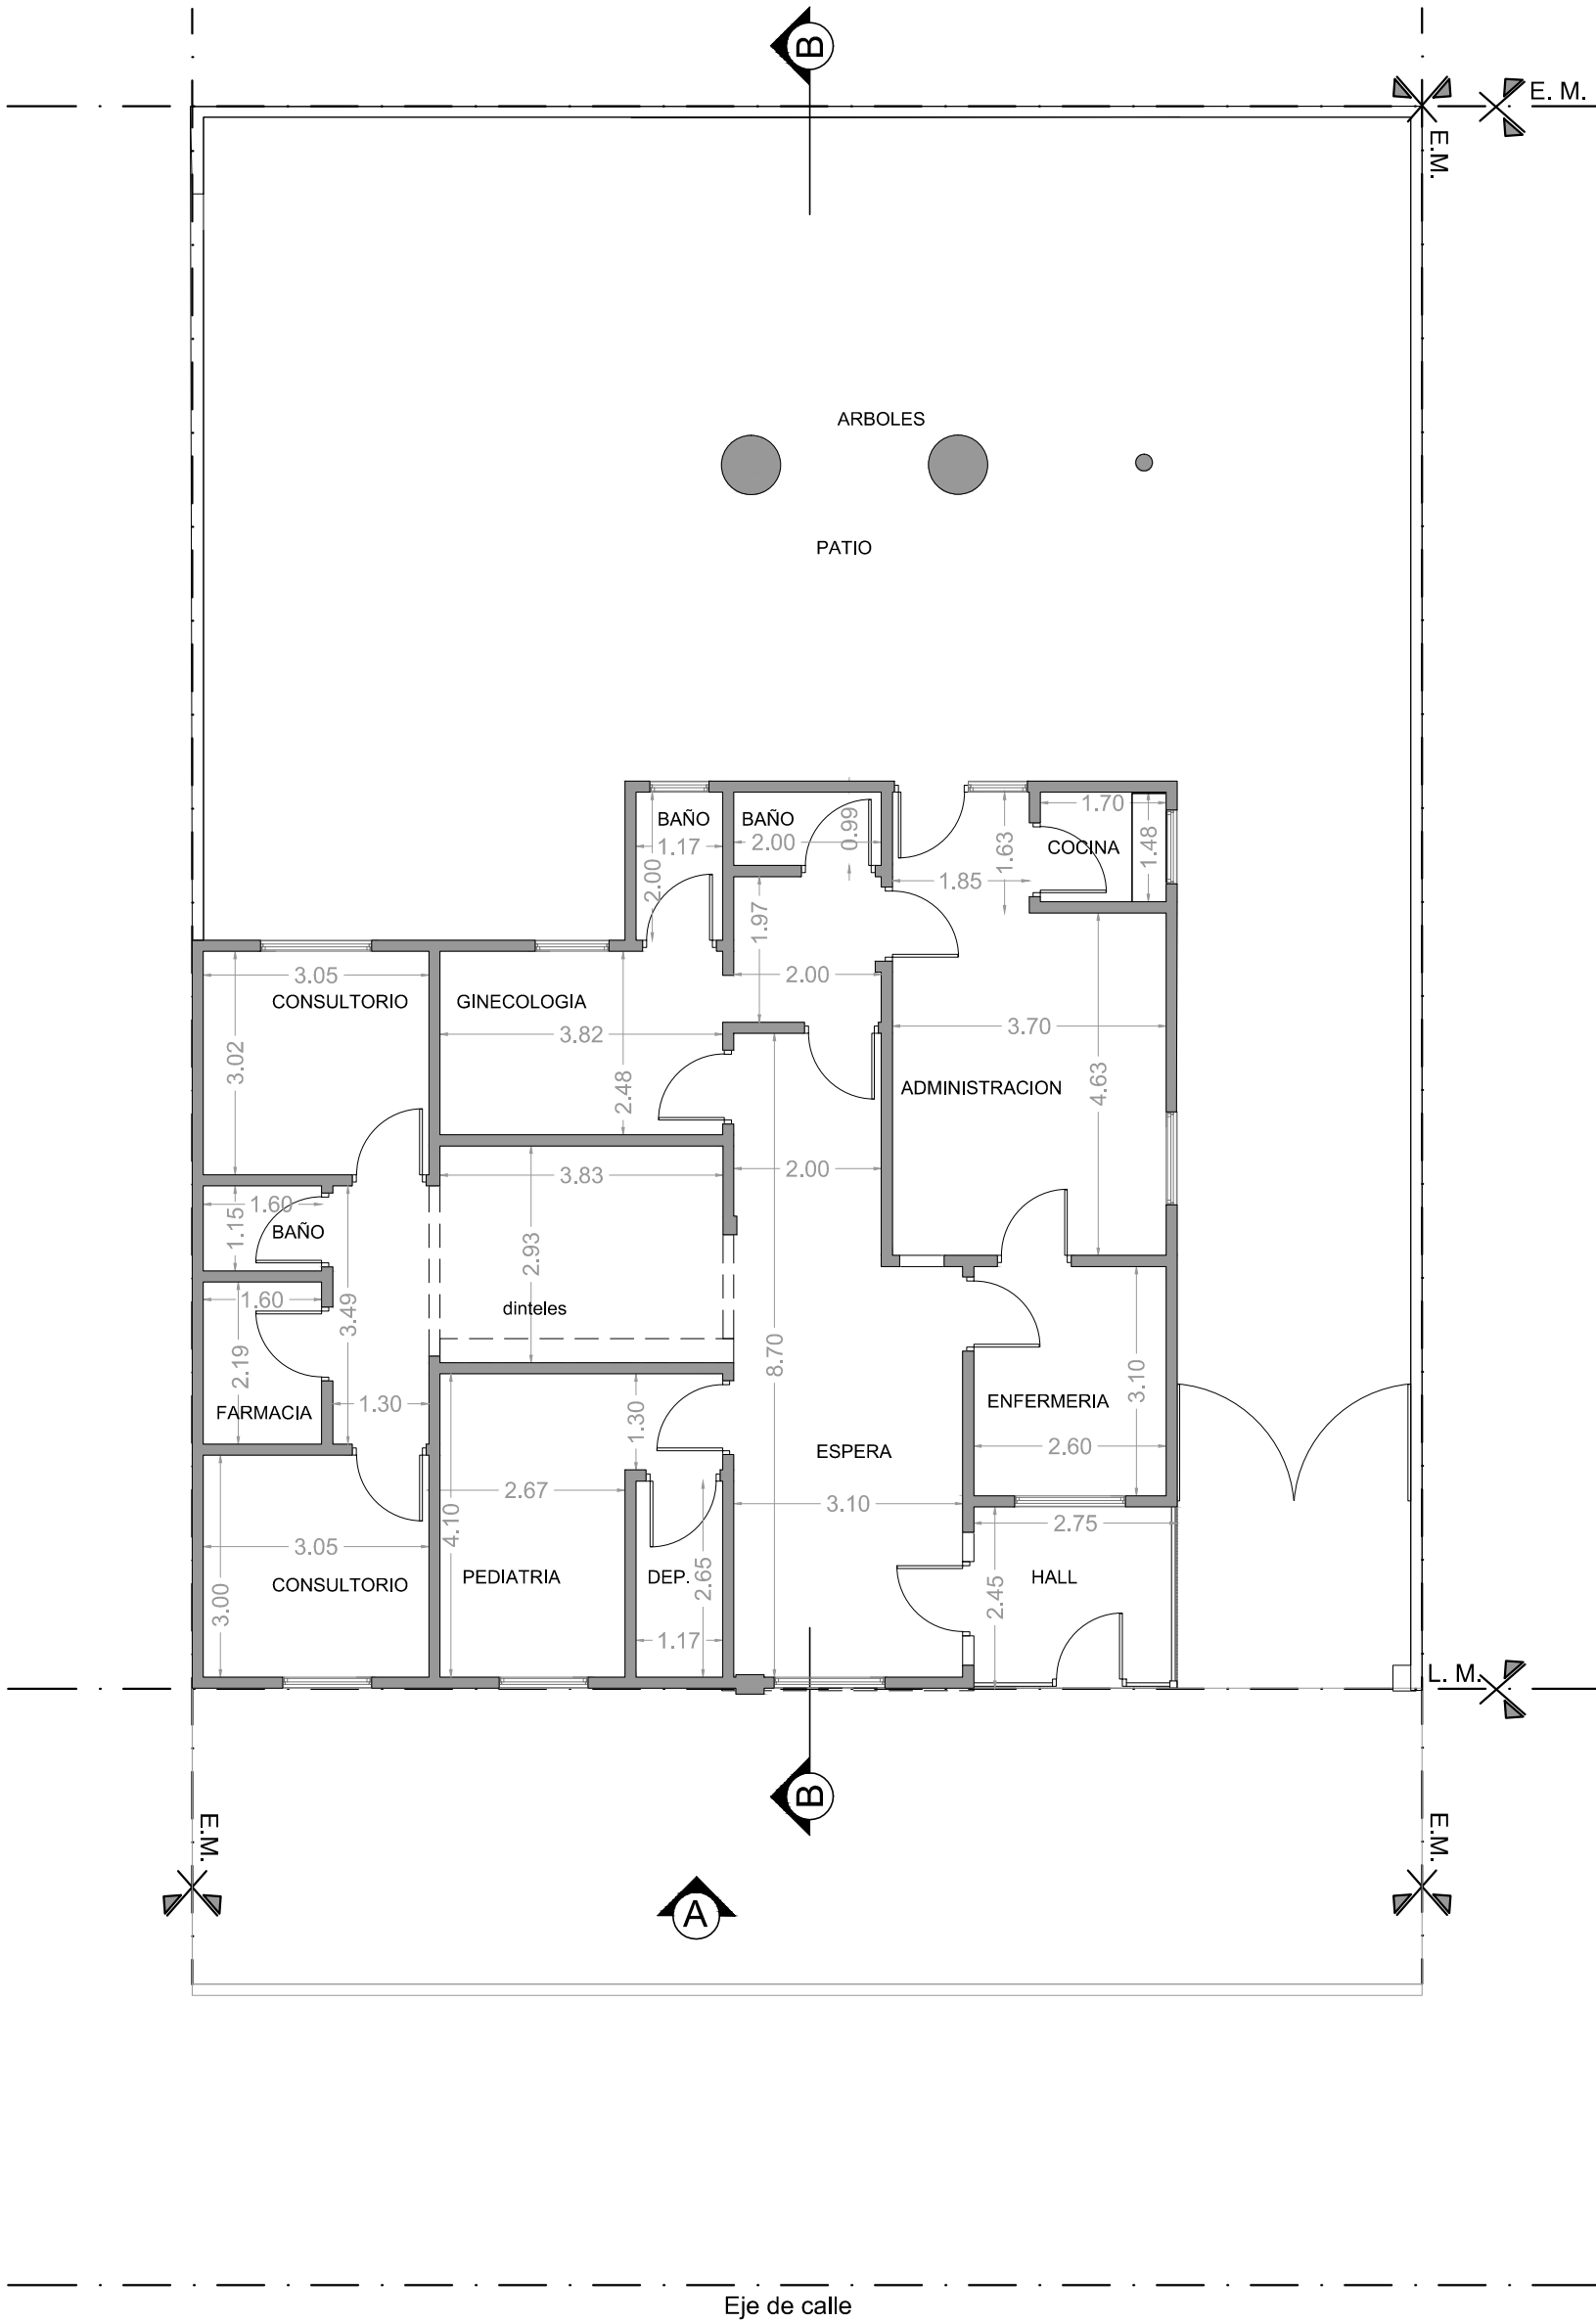 B
E. M.
E.M.
ARBOLES
PATIO
BAÑO
1.17
2.00
BAÑO
2.00
0.99
1.70
COCINA
1.48
1.63
1.85
1.97
2.00
3.05
CONSULTORIO
3.02
GINECOLOGIA
3.82
2.48
3.70
ADMINISTRACION
4.63
2.00
3.83
2.93
dinteles
1.60
1.15
BAÑO
1.60
2.19
FARMACIA
3.49
1.30
8.70
ENFERMERIA
3.10
2.60
ESPERA
3.10
1.30
2.67
4.10
PEDIATRIA
DEP.
2.65
1.17
3.05
CONSULTORIO
3.00
2.75
HALL
2.45
L. M.
B
E.M.
E.M.
A
Eje de calle